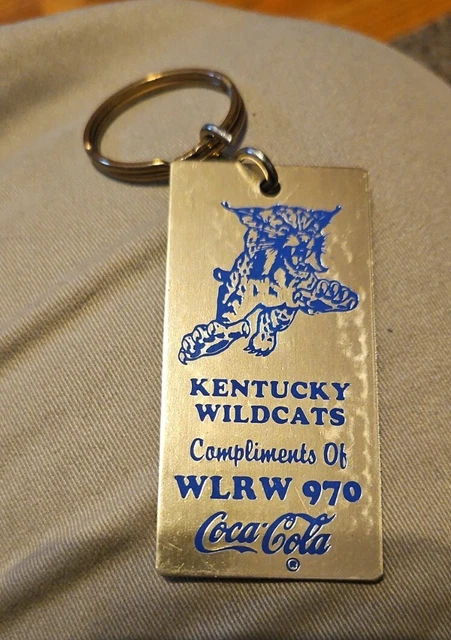 KENTUCKY
WILDCATS
Compliments Of
WLRW 970
Coca-Cola
®